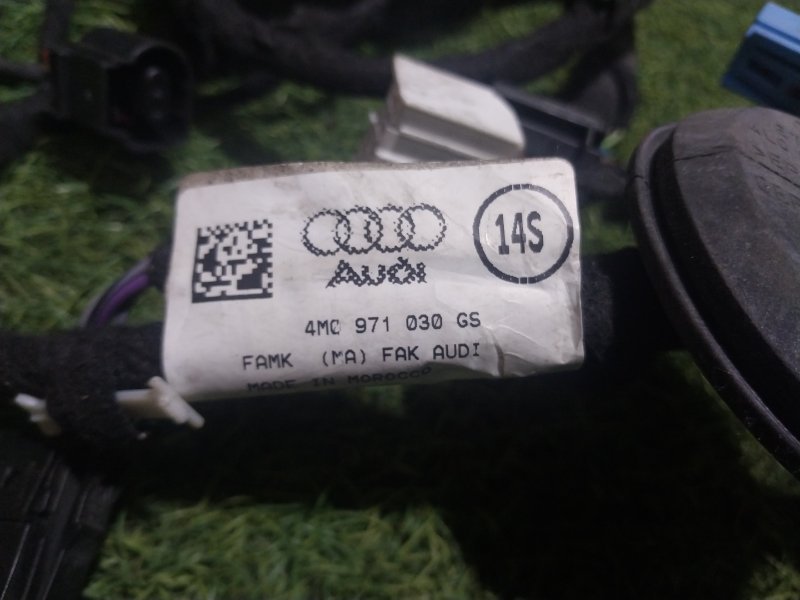 14S
AUDI
4M0 971 030 GS
FAMK (MA) FAK AUDI
MADE IN MOROCCO